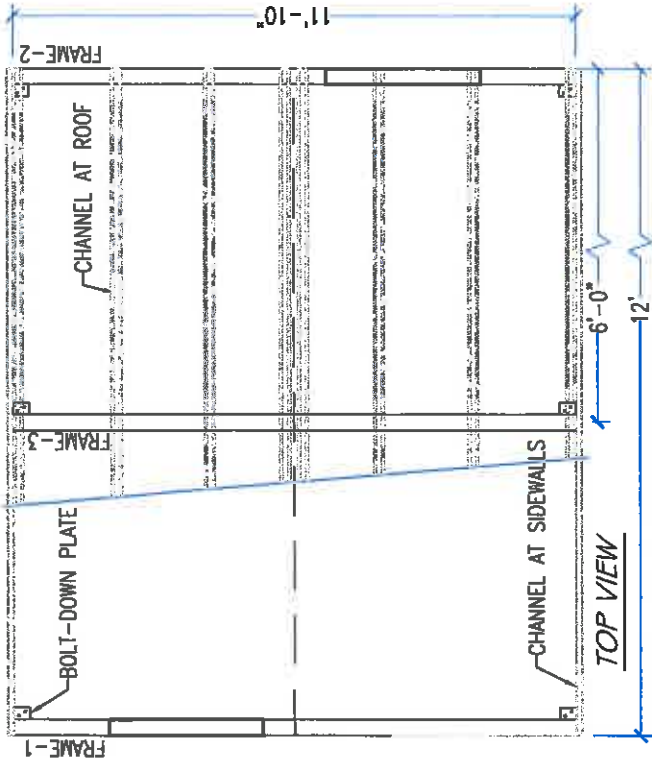 11'-10"
FRAME-2
CHANNEL AT ROOF
FRAME-3
6'-0"
12'
BOLT-DOWN PLATE
CHANNEL AT SIDEWALLS
TOP VIEW
FRAME-1